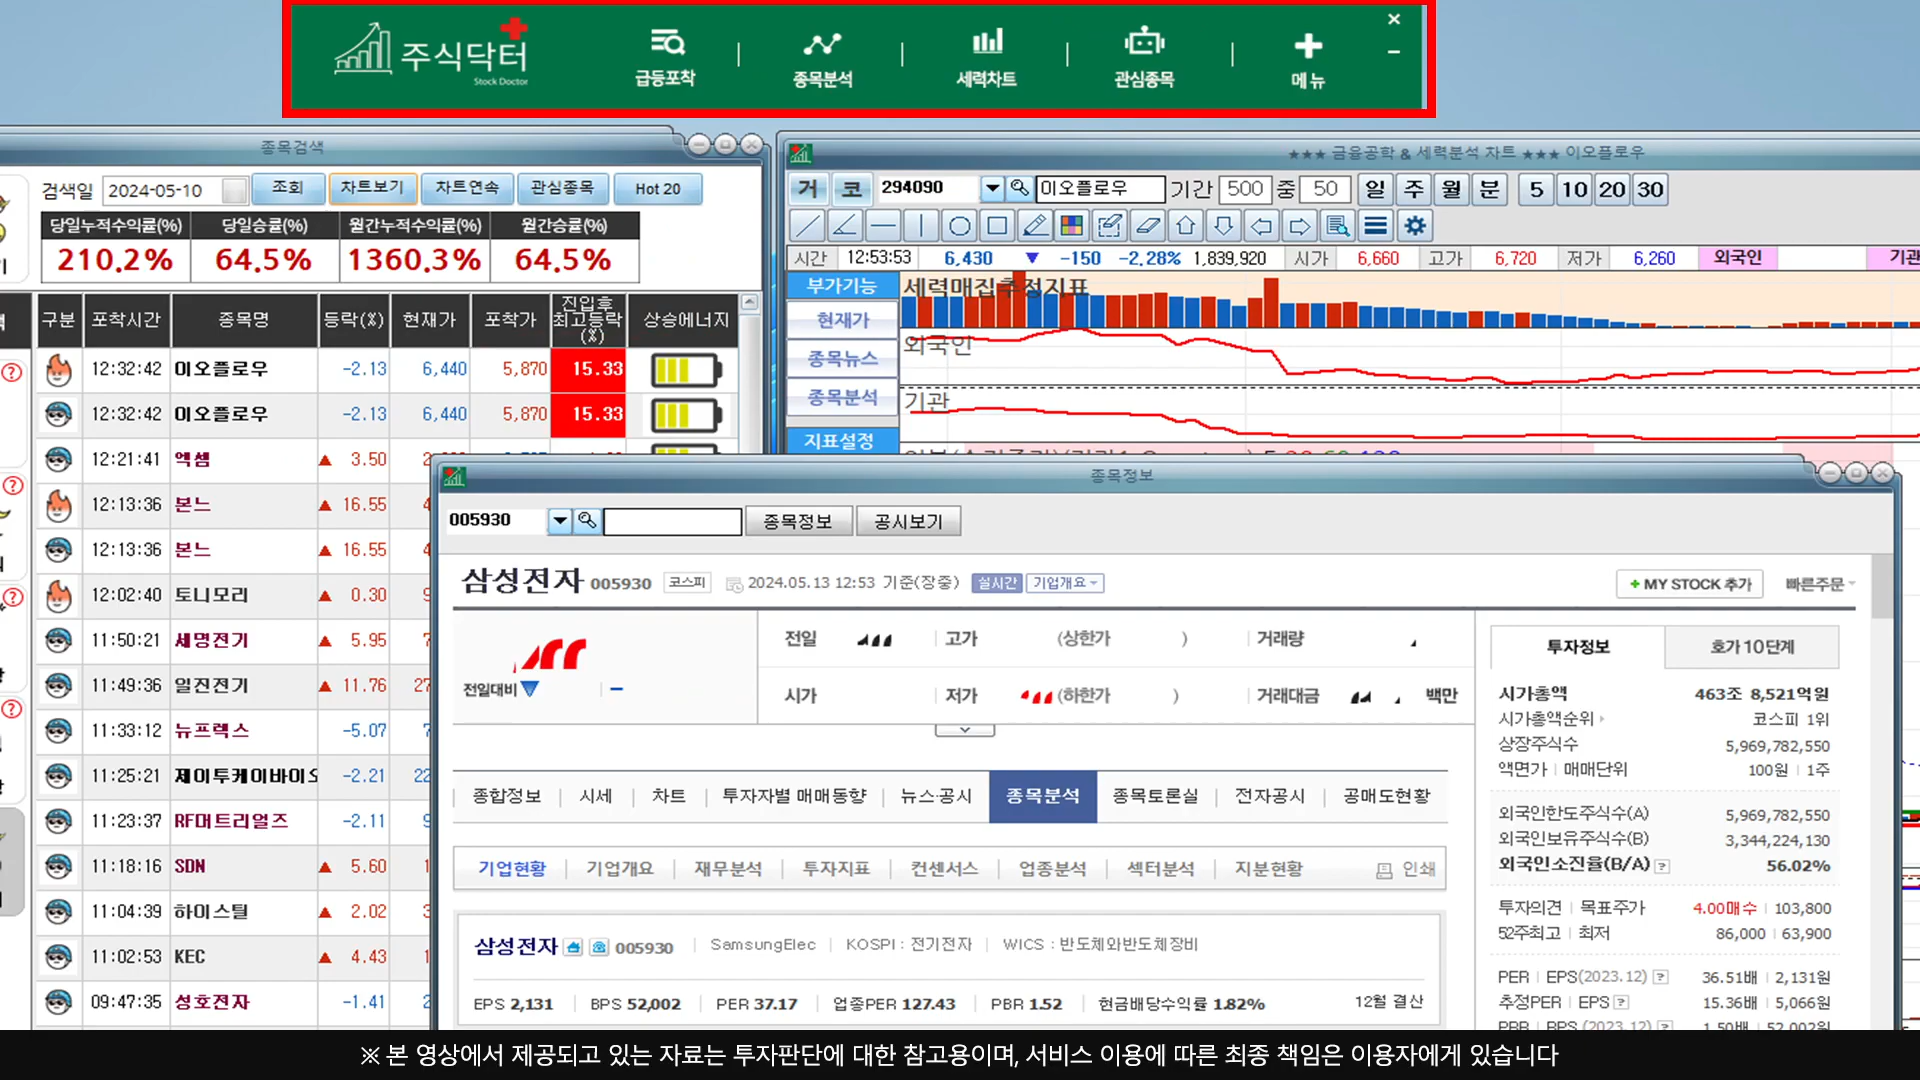 주식닥터
Stock Doctor
급등포착
종목분석
세력차트
관심종목
메뉴
종목검색
검색일 2024-05-10 조회 차트보기 차트연속 관심종목 Hot 20
당일누적수익률(%) 당일승률(%) 월간누적수익률(%) 월간승률(%)
210.2% 64.5% 1360.3% 64.5%
구분 포착시간 종목명 등락(%) 현재가 포착가 진입후 최고등락 (%) 상승에너지
12:32:42 이오플로우 -2.13 6,440 5,870 15.33
12:32:42 이오플로우 -2.13 6,440 5,870 15.33
12:21:41 엑셈 ▲ 3.50
12:13:36 본느 ▲ 16.55
12:13:36 본느 ▲ 16.55
12:02:40 토니모리 ▲ 0.30
11:50:21 세명전기 ▲ 5.95
11:49:36 일진전기 ▲ 11.76
11:33:12 뉴프렉스 -5.07
11:25:21 제이투케이바이오 -2.21
11:23:37 RF머트리얼즈 -2.11
11:18:16 SDN ▲ 5.60
11:04:39 하이스틸 ▲ 2.02
11:02:53 KEC ▲ 4.43
09:47:35 성호전자 -1.41
★★★ 금융공학 & 세력분석 차트 ★★★ 이오플로우
거 코 294090 이오플로우 기간 500 중 50 일 주 월 분 5 10 20 30
시간 12:53:53 6,430 ▼ -150 -2.28% 1,839,920 시가 6,660 고가 6,720 저가 6,260 외국인 기관
부가기능
현재가
종목뉴스
종목분석
지표설정
세력매집추정지표
외국인
기관
종목정보
005930 종목정보 공시보기
삼성전자 005930 코스피 2024.05.13 12:53 기준(장중) 실시간 기업개요
+ MY STOCK 추가 빠른주문
전일대비 ▼ -
전일 고가 (상한가 ) 거래량
시가 저가 (하한가 ) 거래대금 백만
종합정보 시세 차트 투자자별 매매동향 뉴스·공시 종목분석 종목토론실 전자공시 공매도현황
기업현황 기업개요 재무분석 투자지표 컨센서스 업종분석 섹터분석 지분현황 인쇄
삼성전자 005930 SamsungElec KOSPI : 전기전자 WICS : 반도체와반도체장비
EPS 2,131 BPS 52,002 PER 37.17 업종PER 127.43 PBR 1.52 현금배당수익률 1.82% 12월 결산
투자정보 호가 10단계
시가총액 463조 8,521억원
시가총액순위 코스피 1위
상장주식수 5,969,782,550
액면가 | 매매단위 100원 | 1주
외국인한도주식수(A) 5,969,782,550
외국인보유주식수(B) 3,344,224,130
외국인소진율(B/A) ? 56.02%
투자의견 | 목표주가 4.00매수 | 103,800
52주최고 | 최저 86,000 | 63,900
PER | EPS(2023.12) ? 36.51배 | 2,131원
추정PER | EPS ? 15.36배 | 5,066원
PBR | BPS (2023.12) ? 1.50배 | 52,002원
※ 본 영상에서 제공되고 있는 자료는 투자판단에 대한 참고용이며, 서비스 이용에 따른 최종 책임은 이용자에게 있습니다